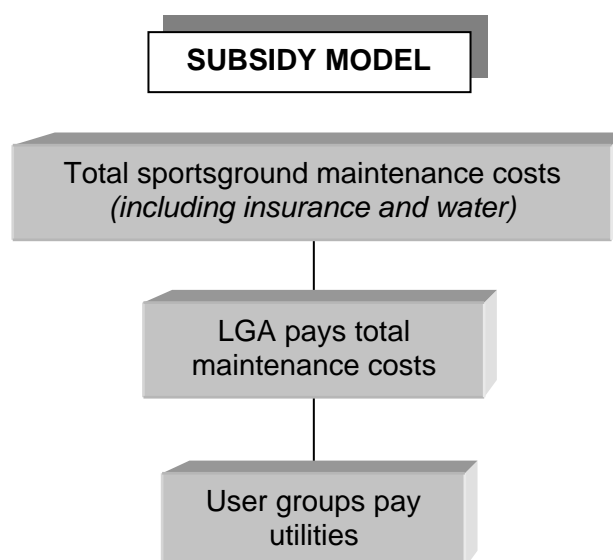 SUBSIDY MODEL
Total sportsground maintenance costs
(including insurance and water)
LGA pays total
maintenance costs
User groups pay
utilities